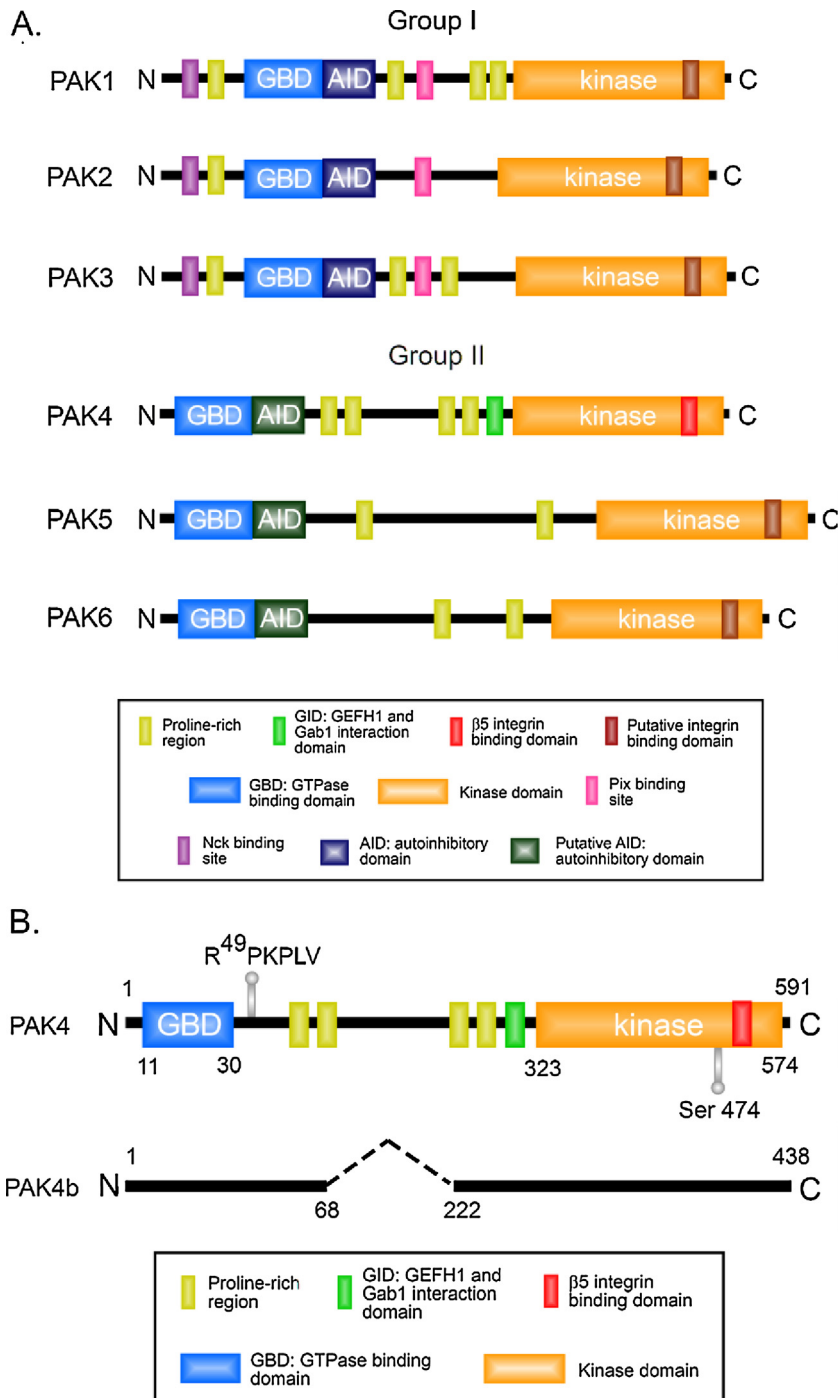 A.
Group I
PAK1 N GBD AID kinase C
PAK2 N GBD AID kinase C
PAK3 N GBD AID kinase C
Group II
PAK4 N GBD AID kinase C
PAK5 N GBD AID kinase C
PAK6 N GBD AID kinase C
Proline-rich
region
GID: GEFH1 and
Gab1 interaction
domain
β5 integrin
binding domain
Putative integrin
binding domain
GBD: GTPase
binding domain
Kinase domain
Pix binding
site
Nck binding
site
AID: autoinhibitory
domain
Putative AID:
autoinhibitory domain
B.
R⁴⁹PKPLV
1 591
PAK4 N GBD kinase C
11 30 323 574
Ser 474
1 438
PAK4b N C
68 222
Proline-rich
region
GID: GEFH1 and
Gab1 interaction
domain
β5 integrin
binding domain
GBD: GTPase binding
domain
Kinase domain